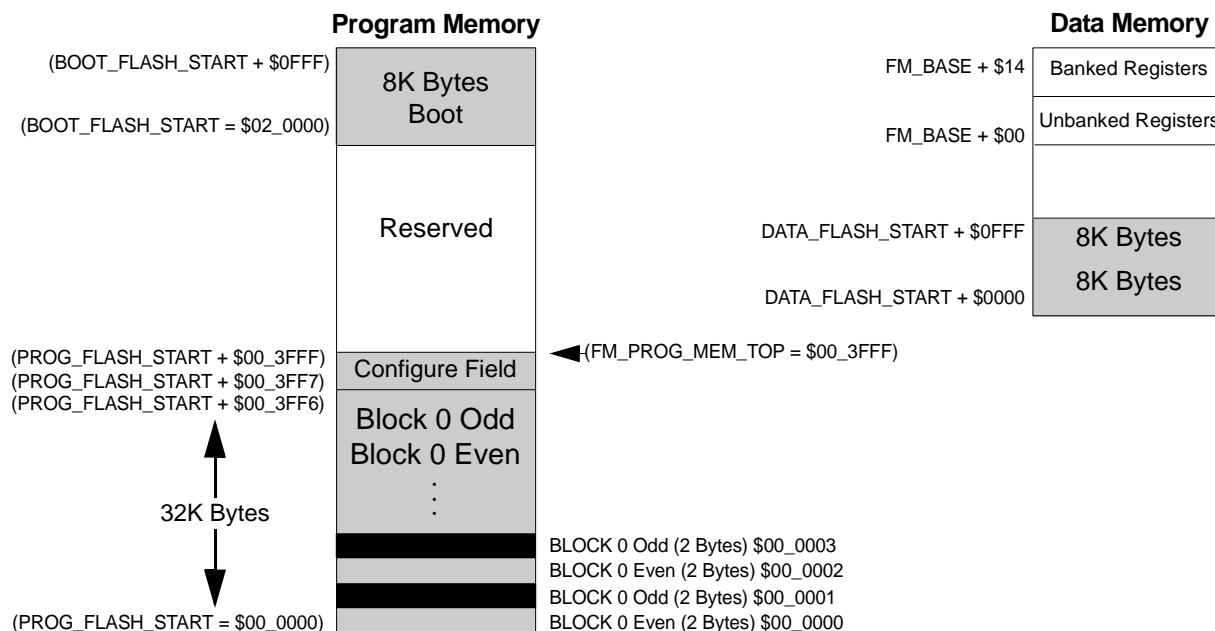 Program Memory
(BOOT_FLASH_START + $0FFF)
8K Bytes
Boot
(BOOT_FLASH_START = $02_0000)
Reserved
(PROG_FLASH_START + $00_3FFF)
(FM_PROG_MEM_TOP = $00_3FFF)
Configure Field
(PROG_FLASH_START + $00_3FF7)
(PROG_FLASH_START + $00_3FF6)
Block 0 Odd
Block 0 Even
32K Bytes
BLOCK 0 Odd (2 Bytes) $00_0003
BLOCK 0 Even (2 Bytes) $00_0002
BLOCK 0 Odd (2 Bytes) $00_0001
(PROG_FLASH_START = $00_0000)
BLOCK 0 Even (2 Bytes) $00_0000
Data Memory
FM_BASE + $14
Banked Registers
Unbanked Registers
FM_BASE + $00
DATA_FLASH_START + $0FFF
8K Bytes
8K Bytes
DATA_FLASH_START + $0000